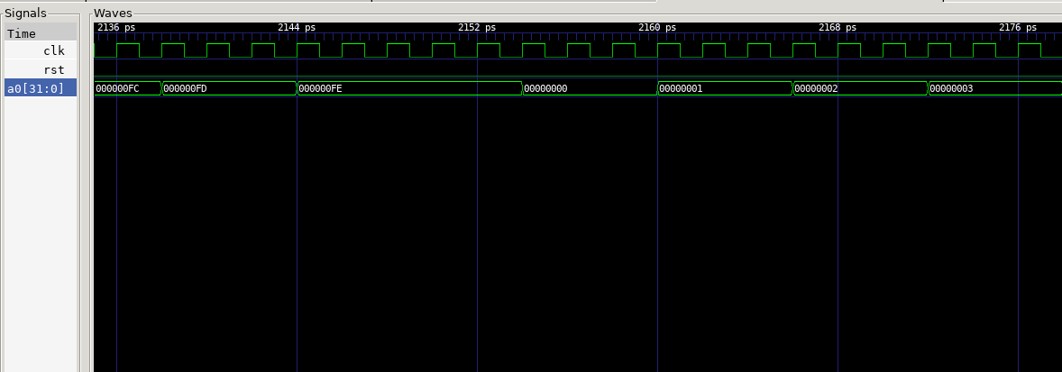 Signals
Waves
Time
2136 ps
2144 ps
2152 ps
2160 ps
2168 ps
2176 ps
clk
rst
a0[31:0]
000000FC
000000FD
000000FE
00000000
00000001
00000002
00000003